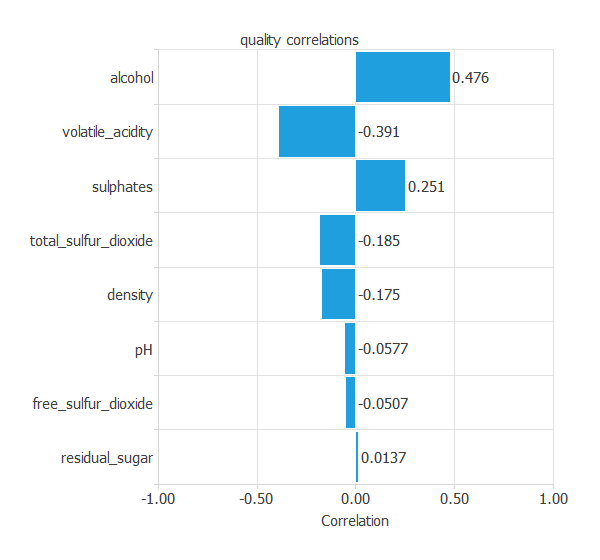 quality correlations
alcohol 0.476
volatile_acidity -0.391
sulphates 0.251
total_sulfur_dioxide -0.185
density -0.175
pH -0.0577
free_sulfur_dioxide -0.0507
residual_sugar 0.0137
-1.00 -0.50 0.00 0.50 1.00
Correlation